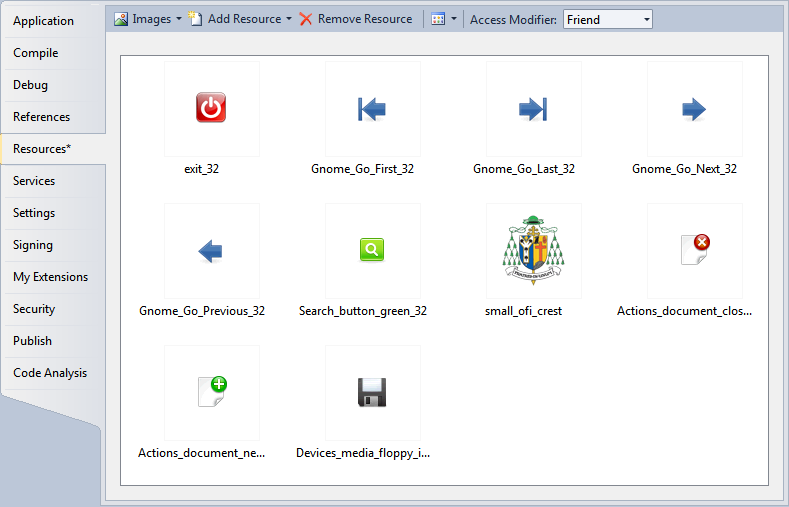 Application
Compile
Debug
References
Resources*
Services
Settings
Signing
My Extensions
Security
Publish
Code Analysis
Images Add Resource Remove Resource Access Modifier: Friend
exit_32 Gnome_Go_First_32 Gnome_Go_Last_32 Gnome_Go_Next_32
Gnome_Go_Previous_32 Search_button_green_32 small_ofi_crest Actions_document_clos...
Actions_document_ne... Devices_media_floppy_i...